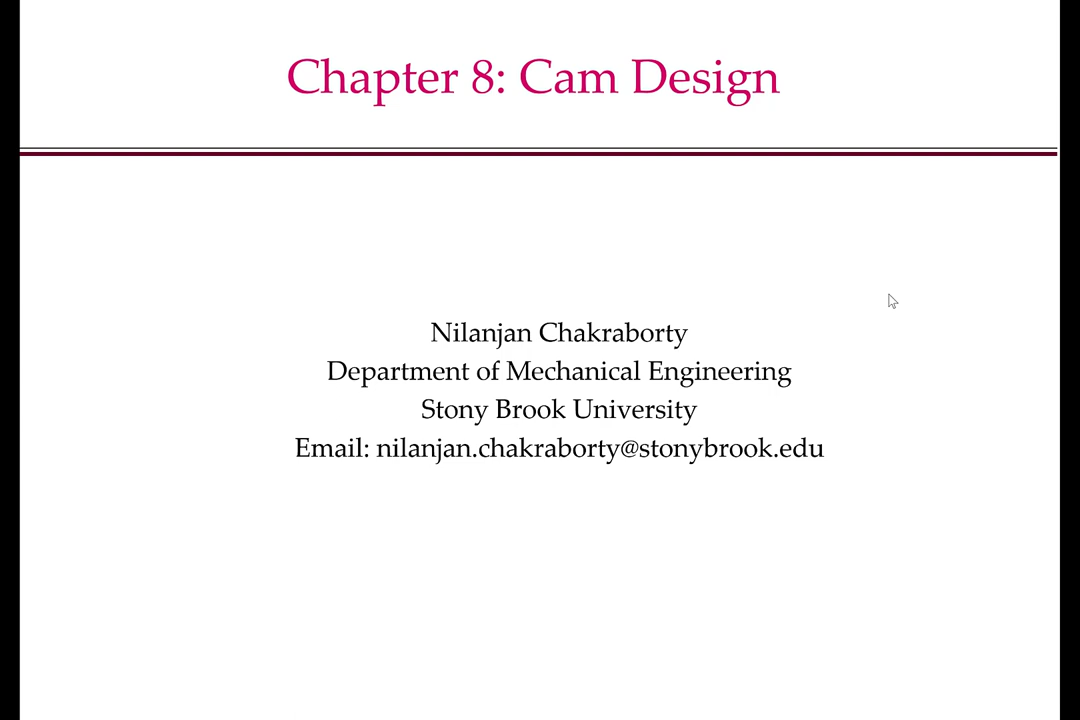 Chapter 8: Cam Design
Nilanjan Chakraborty
Department of Mechanical Engineering
Stony Brook University
Email: nilanjan.chakraborty@stonybrook.edu